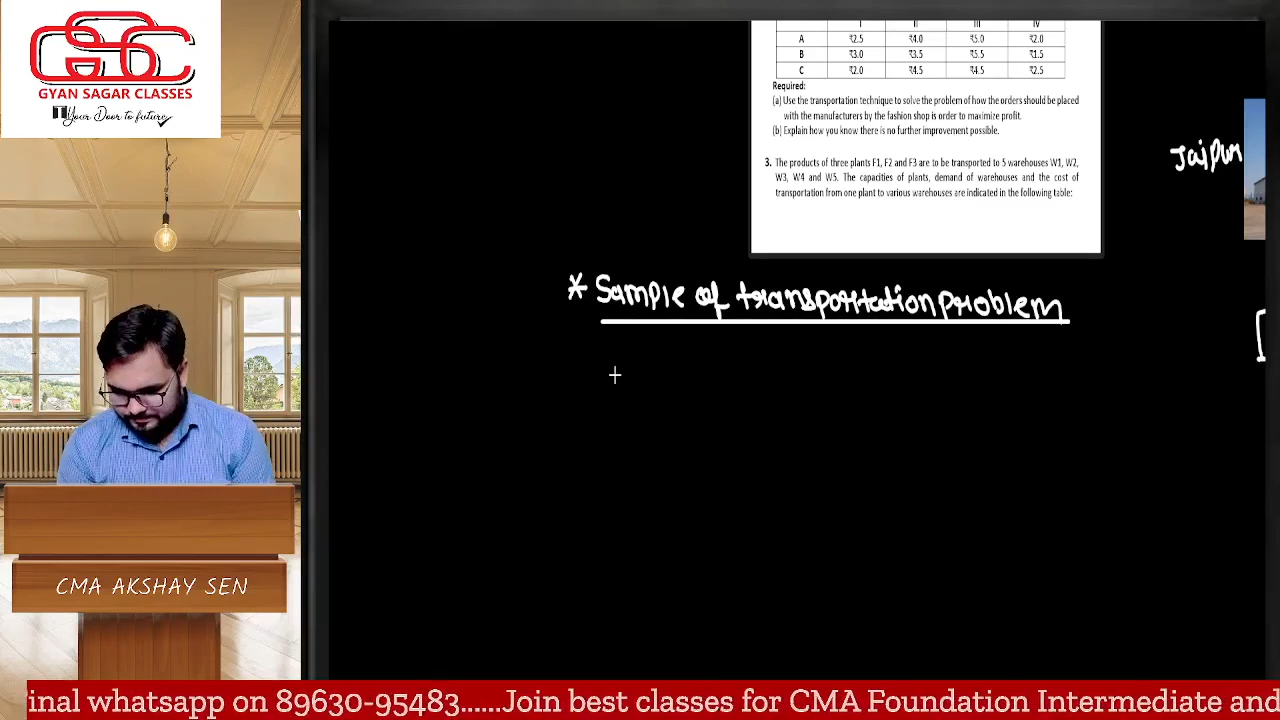 GSC
GYAN SAGAR CLASSES
Your Door to future
I II III IV
A ₹2.5 ₹4.0 ₹5.0 ₹2.0
B ₹3.0 ₹3.5 ₹5.5 ₹1.5
C ₹2.0 ₹4.5 ₹4.5 ₹2.5
Required:
(a) Use the transportation technique to solve the problem of how the orders should be placed
with the manufacturers by the fashion shop is order to maximize profit.
(b) Explain how you know there is no further improvement possible.
3. The products of three plants F1, F2 and F3 are to be transported to 5 warehouses W1, W2,
W3, W4 and W5. The capacities of plants, demand of warehouses and the cost of
transportation from one plant to various warehouses are indicated in the following table:
Jaipur
* Sample of transportation problem
CMA AKSHAY SEN
inal whatsapp on 89630-95483......Join best classes for CMA Foundation Intermediate and